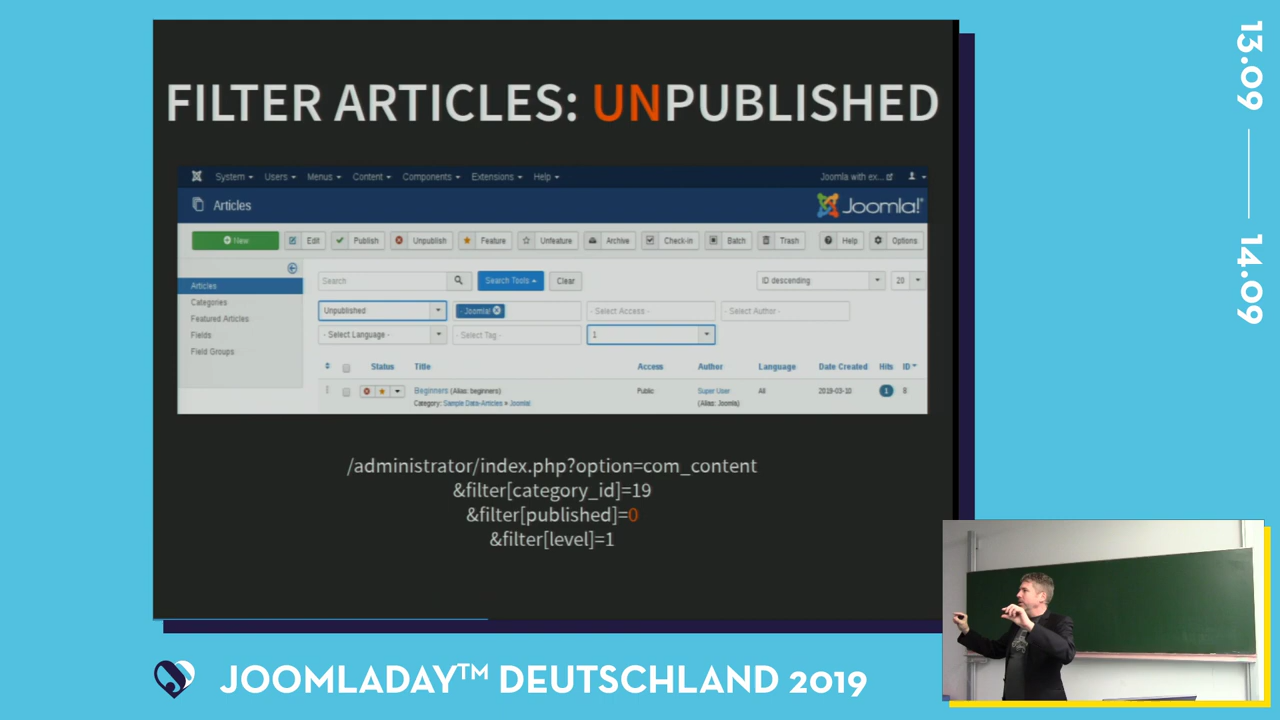 FILTER ARTICLES: UNPUBLISHED
System Users Menus Content Components Extensions Help Joomla with ex...
Articles Joomla!
New Edit Publish Unpublish Feature Unfeature Archive Check-in Batch Trash Help Options
Articles
Categories
Featured Articles
Fields
Field Groups
Search Search Tools Clear ID descending 20
Unpublished - Joomla! - Select Access - - Select Author -
- Select Language - - Select Tag - 1
Status Title Access Author Language Date Created Hits ID
Beginners (Alias: beginners) Public Super User All 2019-03-10 1 8
Category: Sample Data-Articles » Joomla! (Alias: Joomla)
/administrator/index.php?option=com_content
&filter[category_id]=19
&filter[published]=0
&filter[level]=1
13.09
14.09
JOOMLADAY™ DEUTSCHLAND 2019